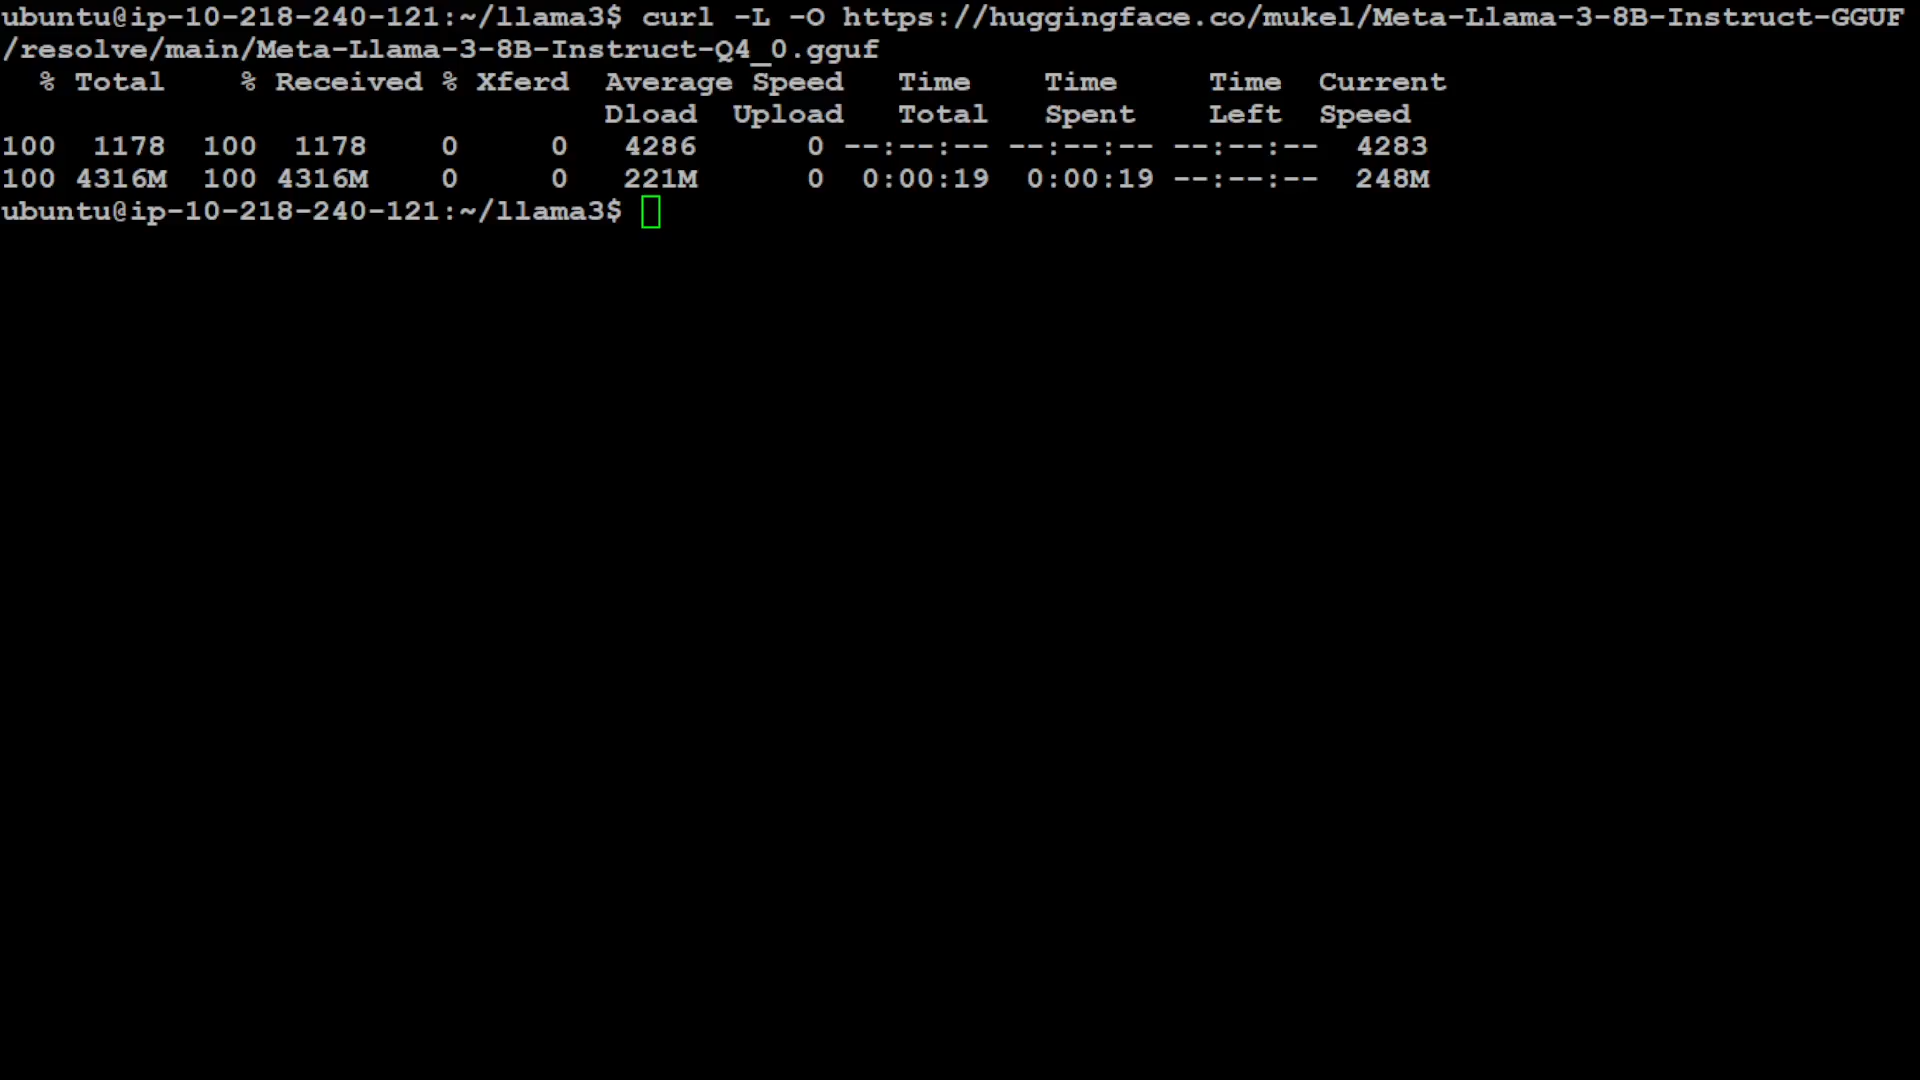 ubuntu@ip-10-218-240-121:~/llama3$ curl -L -O https://huggingface.co/mukel/Meta-Llama-3-8B-Instruct-GGUF
/resolve/main/Meta-Llama-3-8B-Instruct-Q4_0.gguf
  % Total    % Received % Xferd  Average Speed   Time    Time     Time  Current
                                 Dload  Upload   Total   Spent    Left  Speed
100  1178  100  1178    0     0   4286      0 --:--:-- --:--:-- --:--:--  4283
100 4316M  100 4316M    0     0   221M      0  0:00:19  0:00:19 --:--:--  248M
ubuntu@ip-10-218-240-121:~/llama3$